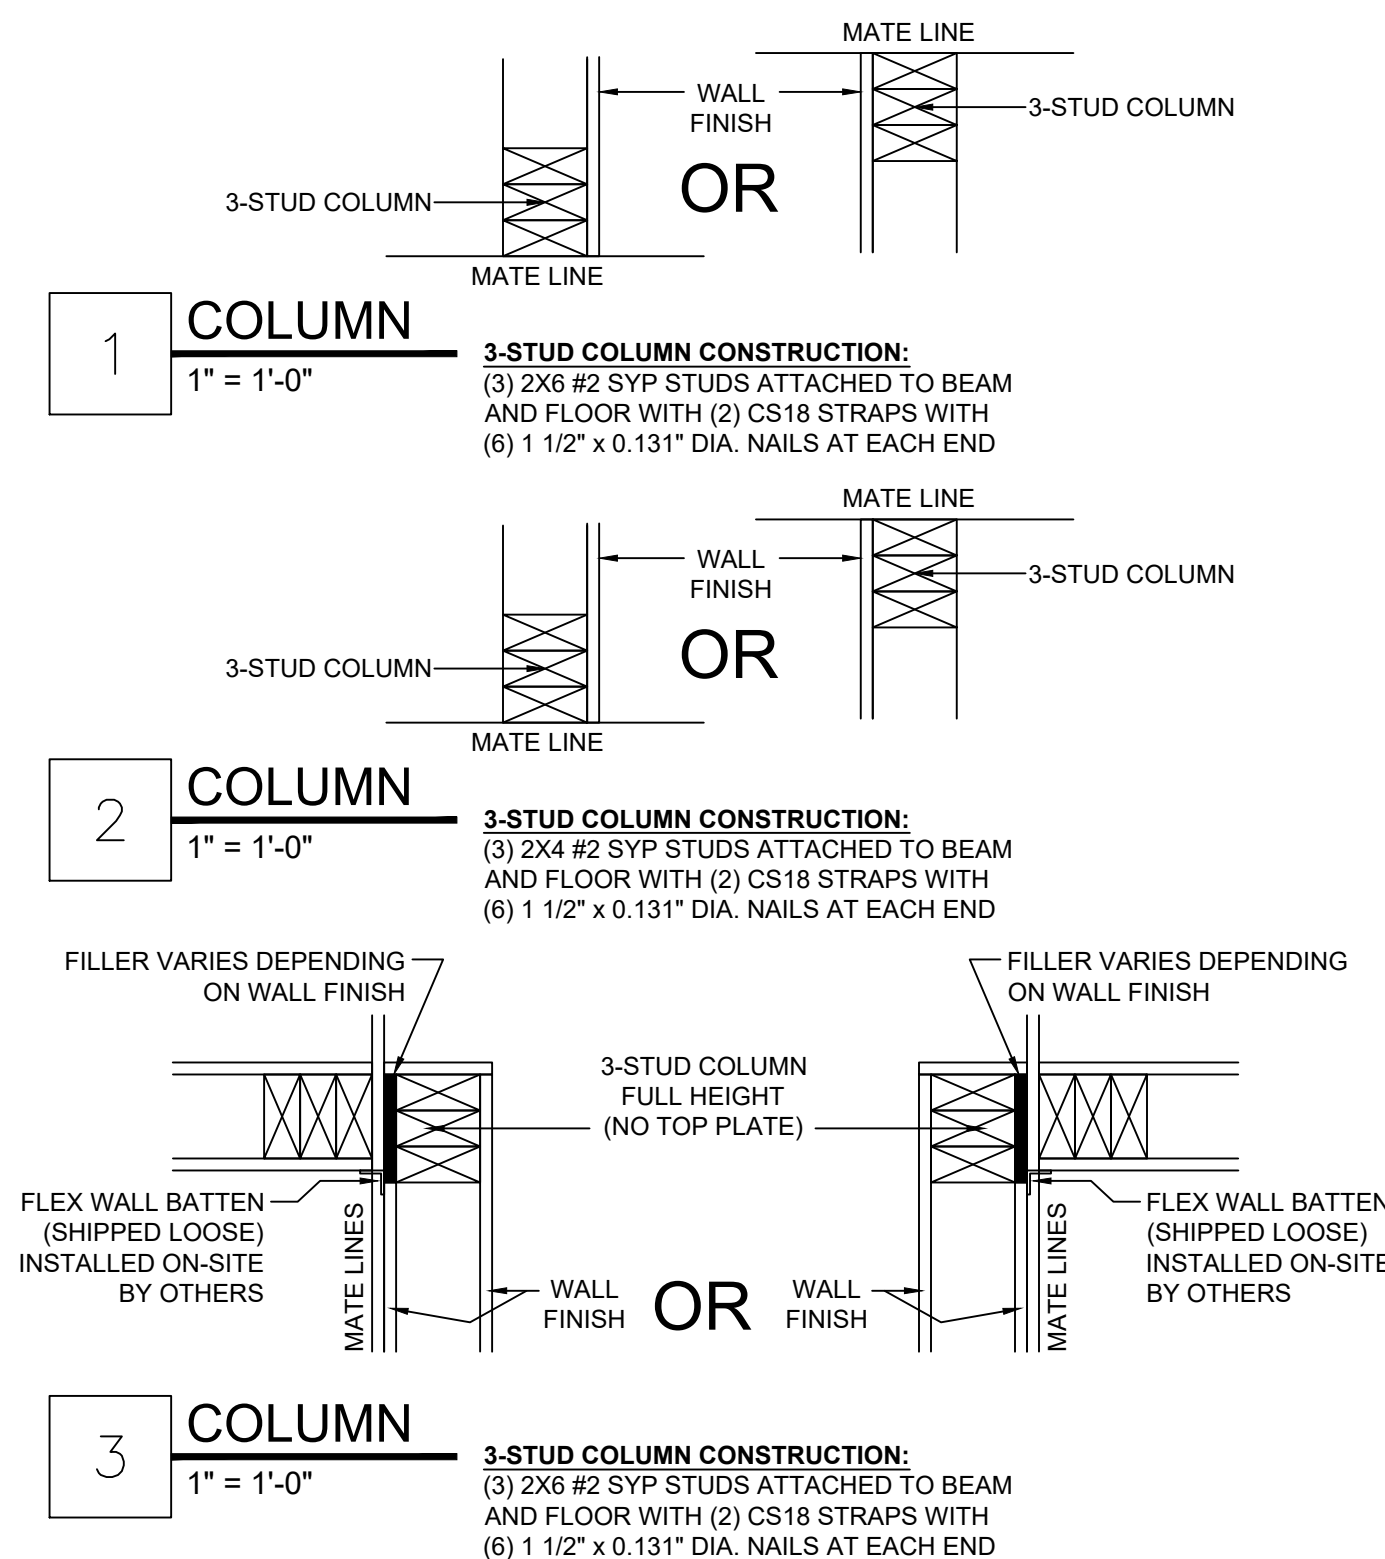 MATE LINE
WALL
FINISH
3-STUD COLUMN
OR
3-STUD COLUMN
MATE LINE
1
COLUMN
1" = 1'-0"
3-STUD COLUMN CONSTRUCTION:
(3) 2X6 #2 SYP STUDS ATTACHED TO BEAM
AND FLOOR WITH (2) CS18 STRAPS WITH
(6) 1 1/2" x 0.131" DIA. NAILS AT EACH END
MATE LINE
WALL
FINISH
3-STUD COLUMN
OR
3-STUD COLUMN
MATE LINE
2
COLUMN
1" = 1'-0"
3-STUD COLUMN CONSTRUCTION:
(3) 2X4 #2 SYP STUDS ATTACHED TO BEAM
AND FLOOR WITH (2) CS18 STRAPS WITH
(6) 1 1/2" x 0.131" DIA. NAILS AT EACH END
FILLER VARIES DEPENDING
ON WALL FINISH
FILLER VARIES DEPENDING
ON WALL FINISH
3-STUD COLUMN
FULL HEIGHT
(NO TOP PLATE)
FLEX WALL BATTEN
(SHIPPED LOOSE)
INSTALLED ON-SITE
BY OTHERS
MATE LINES
WALL
FINISH
OR
WALL
FINISH
MATE LINES
FLEX WALL BATTEN
(SHIPPED LOOSE)
INSTALLED ON-SITE
BY OTHERS
3
COLUMN
1" = 1'-0"
3-STUD COLUMN CONSTRUCTION:
(3) 2X6 #2 SYP STUDS ATTACHED TO BEAM
AND FLOOR WITH (2) CS18 STRAPS WITH
(6) 1 1/2" x 0.131" DIA. NAILS AT EACH END